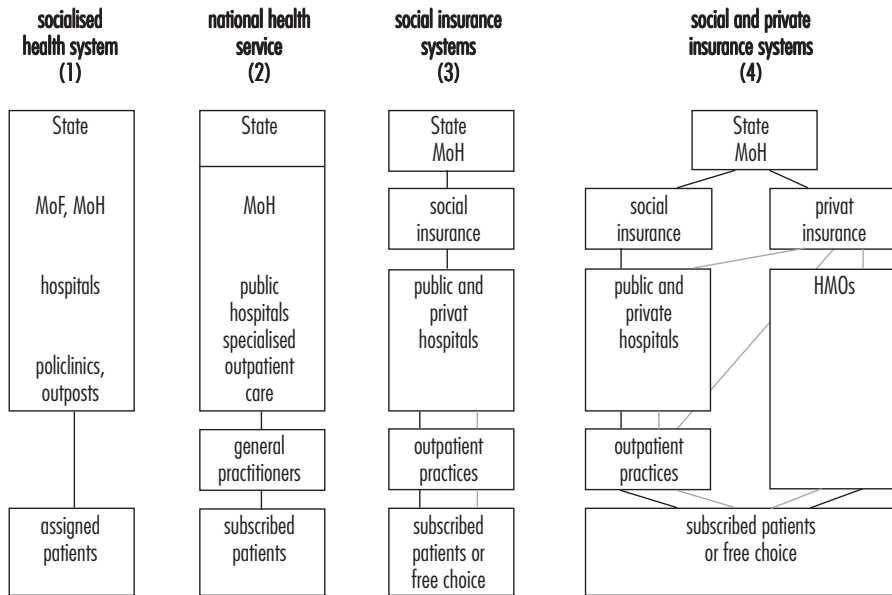 socialised
health system
(1)
State
MoF, MoH
hospitals
policlinics,
outposts
assigned
patients
national health
service
(2)
State
MoH
public
hospitals
specialised
outpatient
care
general
practitioners
subscribed
patients
social insurance
systems
(3)
State
MoH
social
insurance
public and
privat
hospitals
outpatient
practices
subscribed
patients or
free choice
social and private
insurance systems
(4)
State
MoH
social
insurance
privat
insurance
public and
private
hospitals
HMOs
outpatient
practices
subscribed patients
or free choice